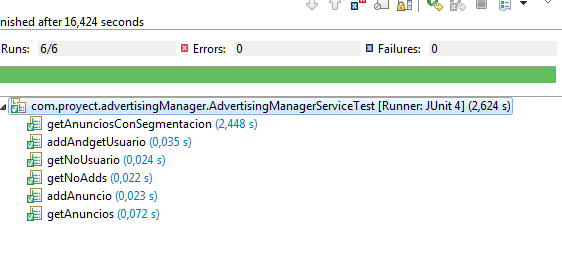 nished after 16,424 seconds
Runs: 6/6 Errors: 0 Failures: 0
com.proyect.advertisingManager.AdvertisingManagerServiceTest [Runner: JUnit 4] (2,624 s)
getAnunciosConSegmentacion (2,448 s)
addAndgetUsuario (0,035 s)
getNoUsuario (0,024 s)
getNoAdds (0,022 s)
addAnuncio (0,023 s)
getAnuncios (0,072 s)